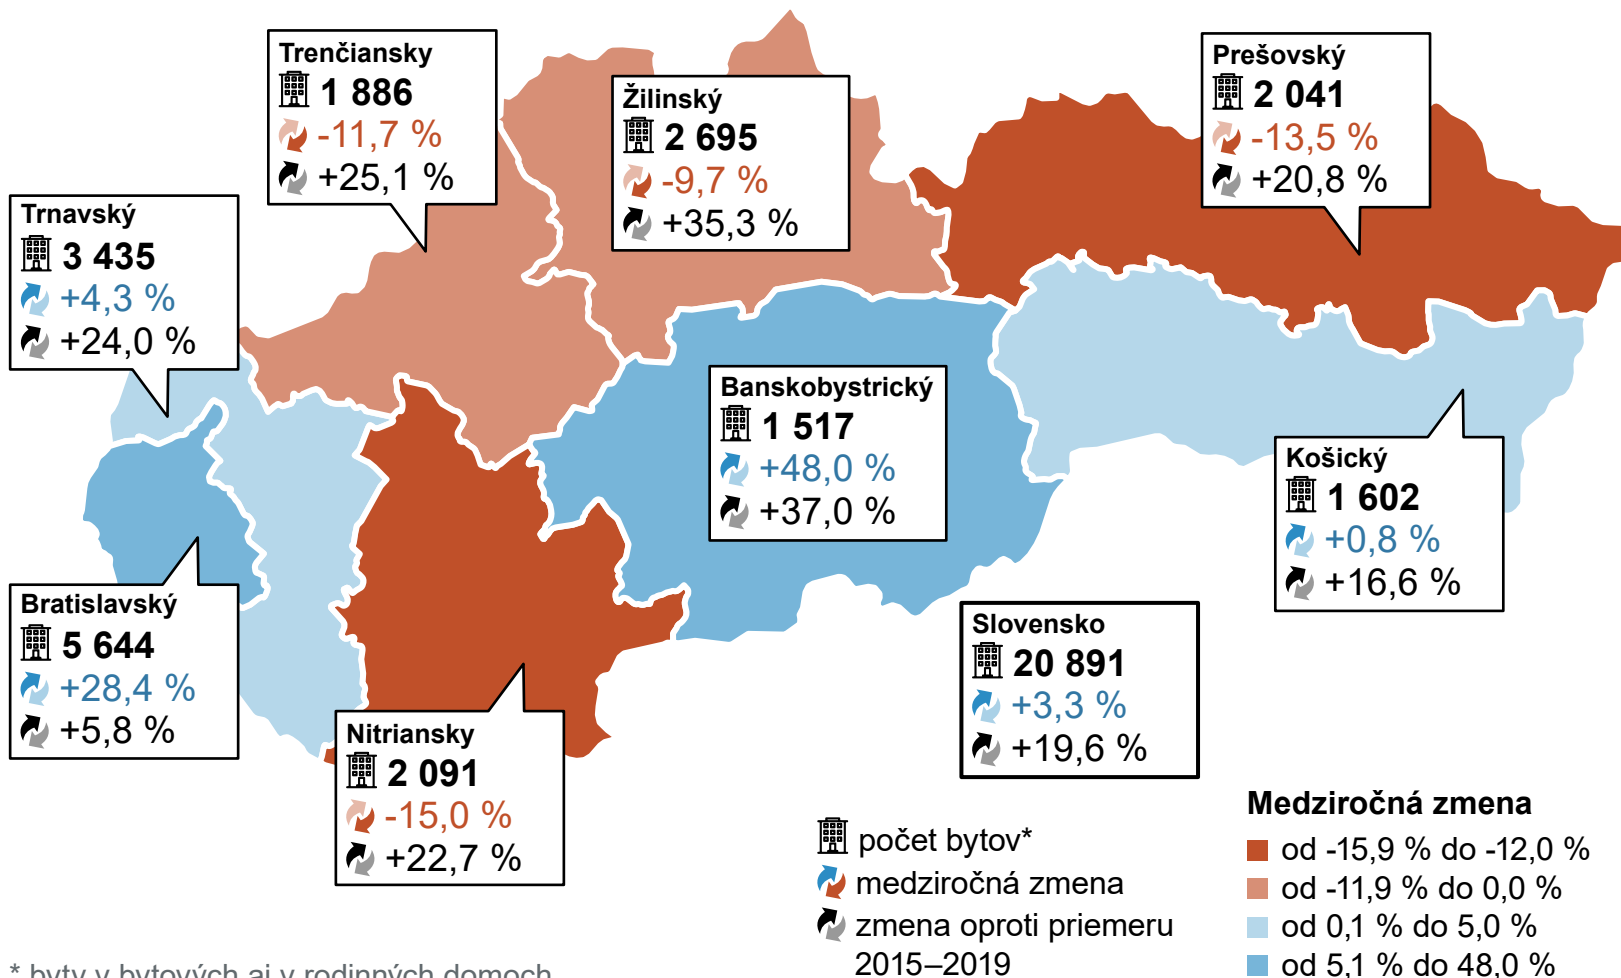 Trenčiansky
1 886
-11,7 %
+25,1 %
Žilinský
2 695
-9,7 %
+35,3 %
Prešovský
2 041
-13,5 %
+20,8 %
Trnavský
3 435
+4,3 %
+24,0 %
Banskobystrický
1 517
+48,0 %
+37,0 %
Košický
1 602
+0,8 %
+16,6 %
Bratislavský
5 644
+28,4 %
+5,8 %
Slovensko
20 891
+3,3 %
+19,6 %
Nitriansky
2 091
-15,0 %
+22,7 %
počet bytov*
medziročná zmena
zmena oproti priemeru
2015–2019
Medziročná zmena
od -15,9 % do -12,0 %
od -11,9 % do 0,0 %
od 0,1 % do 5,0 %
od 5,1 % do 48,0 %
* byty v bytových aj v rodinných domoch